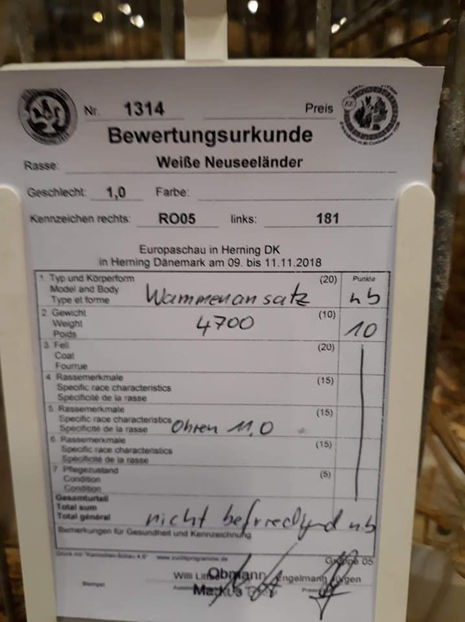 Nr. 1314 Preis
Bewertungsurkunde
Rasse: Weiße Neuseeländer
Geschlecht: 1,0 Farbe:
Kennzeichen rechts: RO05 links: 181
Europaschau in Herning DK
in Herning Dänemark am 09. bis 11.11.2018
1. Typ und Körperform (20) Punkte
Model and Body
Type et forme Wammenansatz nb
2. Gewicht (10)
Weight 4700 10
Poids
3. Fell (20)
Coat
Fourrue
4. Rassemerkmale (15)
Specific race characteristics
Spécificité de la rasse
5. Rassemerkmale (15)
Specific race characteristics
Spécificité de la rasse Ohren 11,0
6. Rassemerkmale (15)
Specific race characteristics
Spécificité de la rasse
7. Pflegezustand (5)
Condition
Condition
Gesamturteil
Total sum
Total général nicht befriedigend nb
Bemerkungen für Gesundheit und Kennzeichnung
Gruppe 05
Willi Obmann Engelmann Jürgen
Stempel Markus